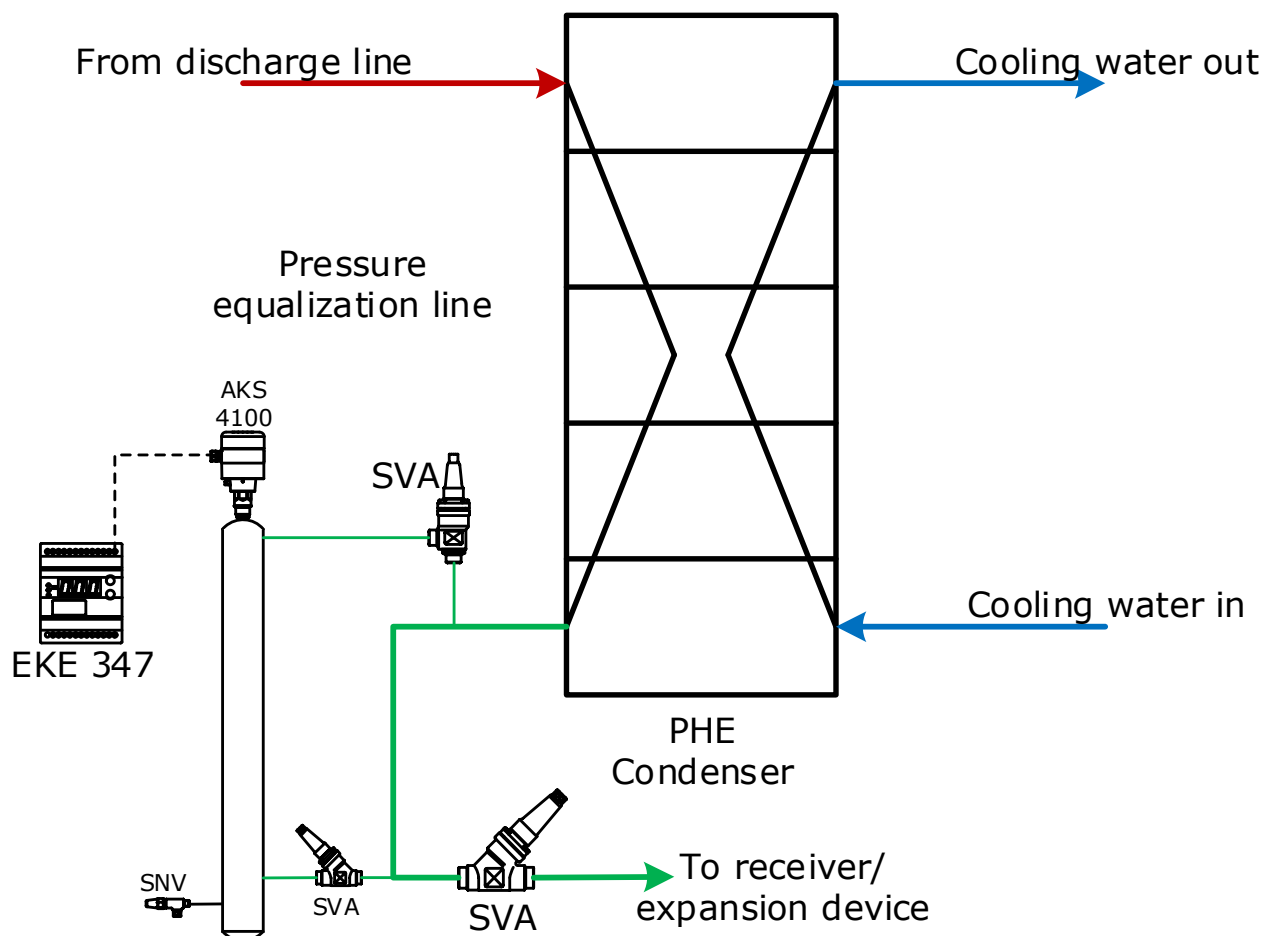 From discharge line
Cooling water out
Pressure
equalization line
AKS
4100
SVA
EKE 347
Cooling water in
PHE
Condenser
SNV
SVA
SVA
To receiver/
expansion device